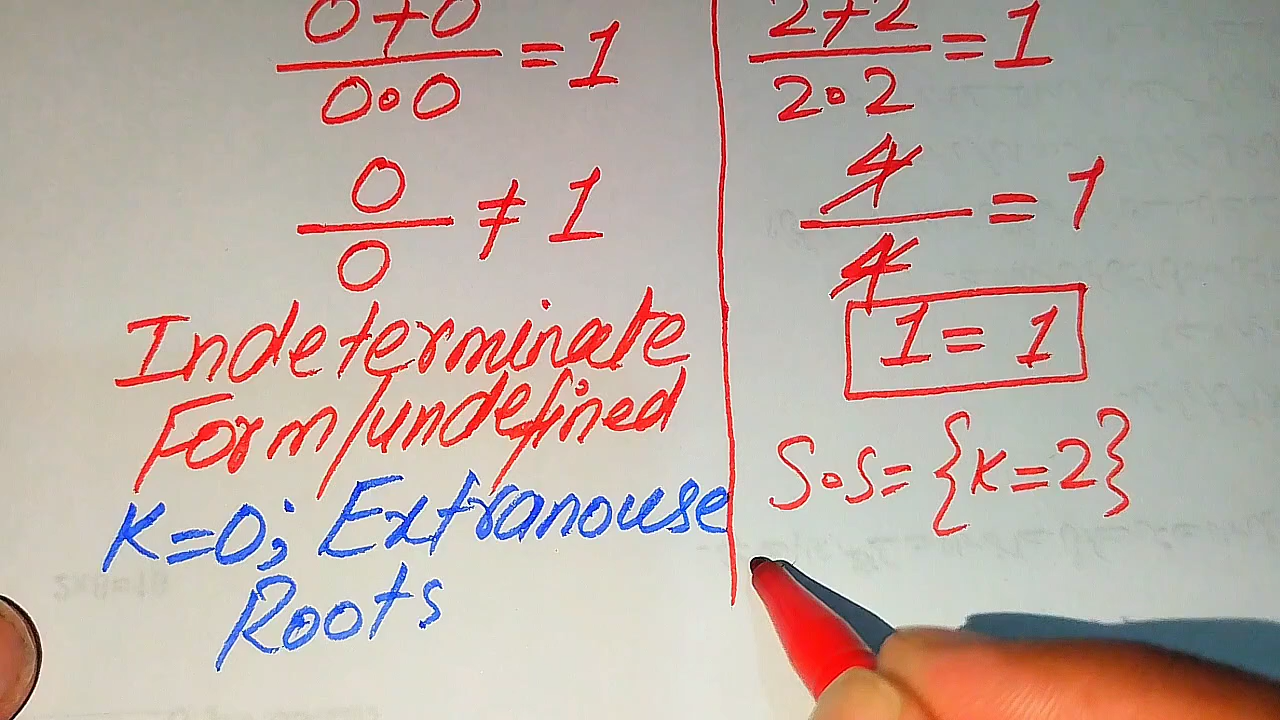 0+0
0•0 = 1
0
0 ≠ 1
Indeterminate
Form/undefined
K=0; Extranouse
Roots
2+2
2•2 = 1
4
4 = 1
1 = 1
S•S= {K=2}